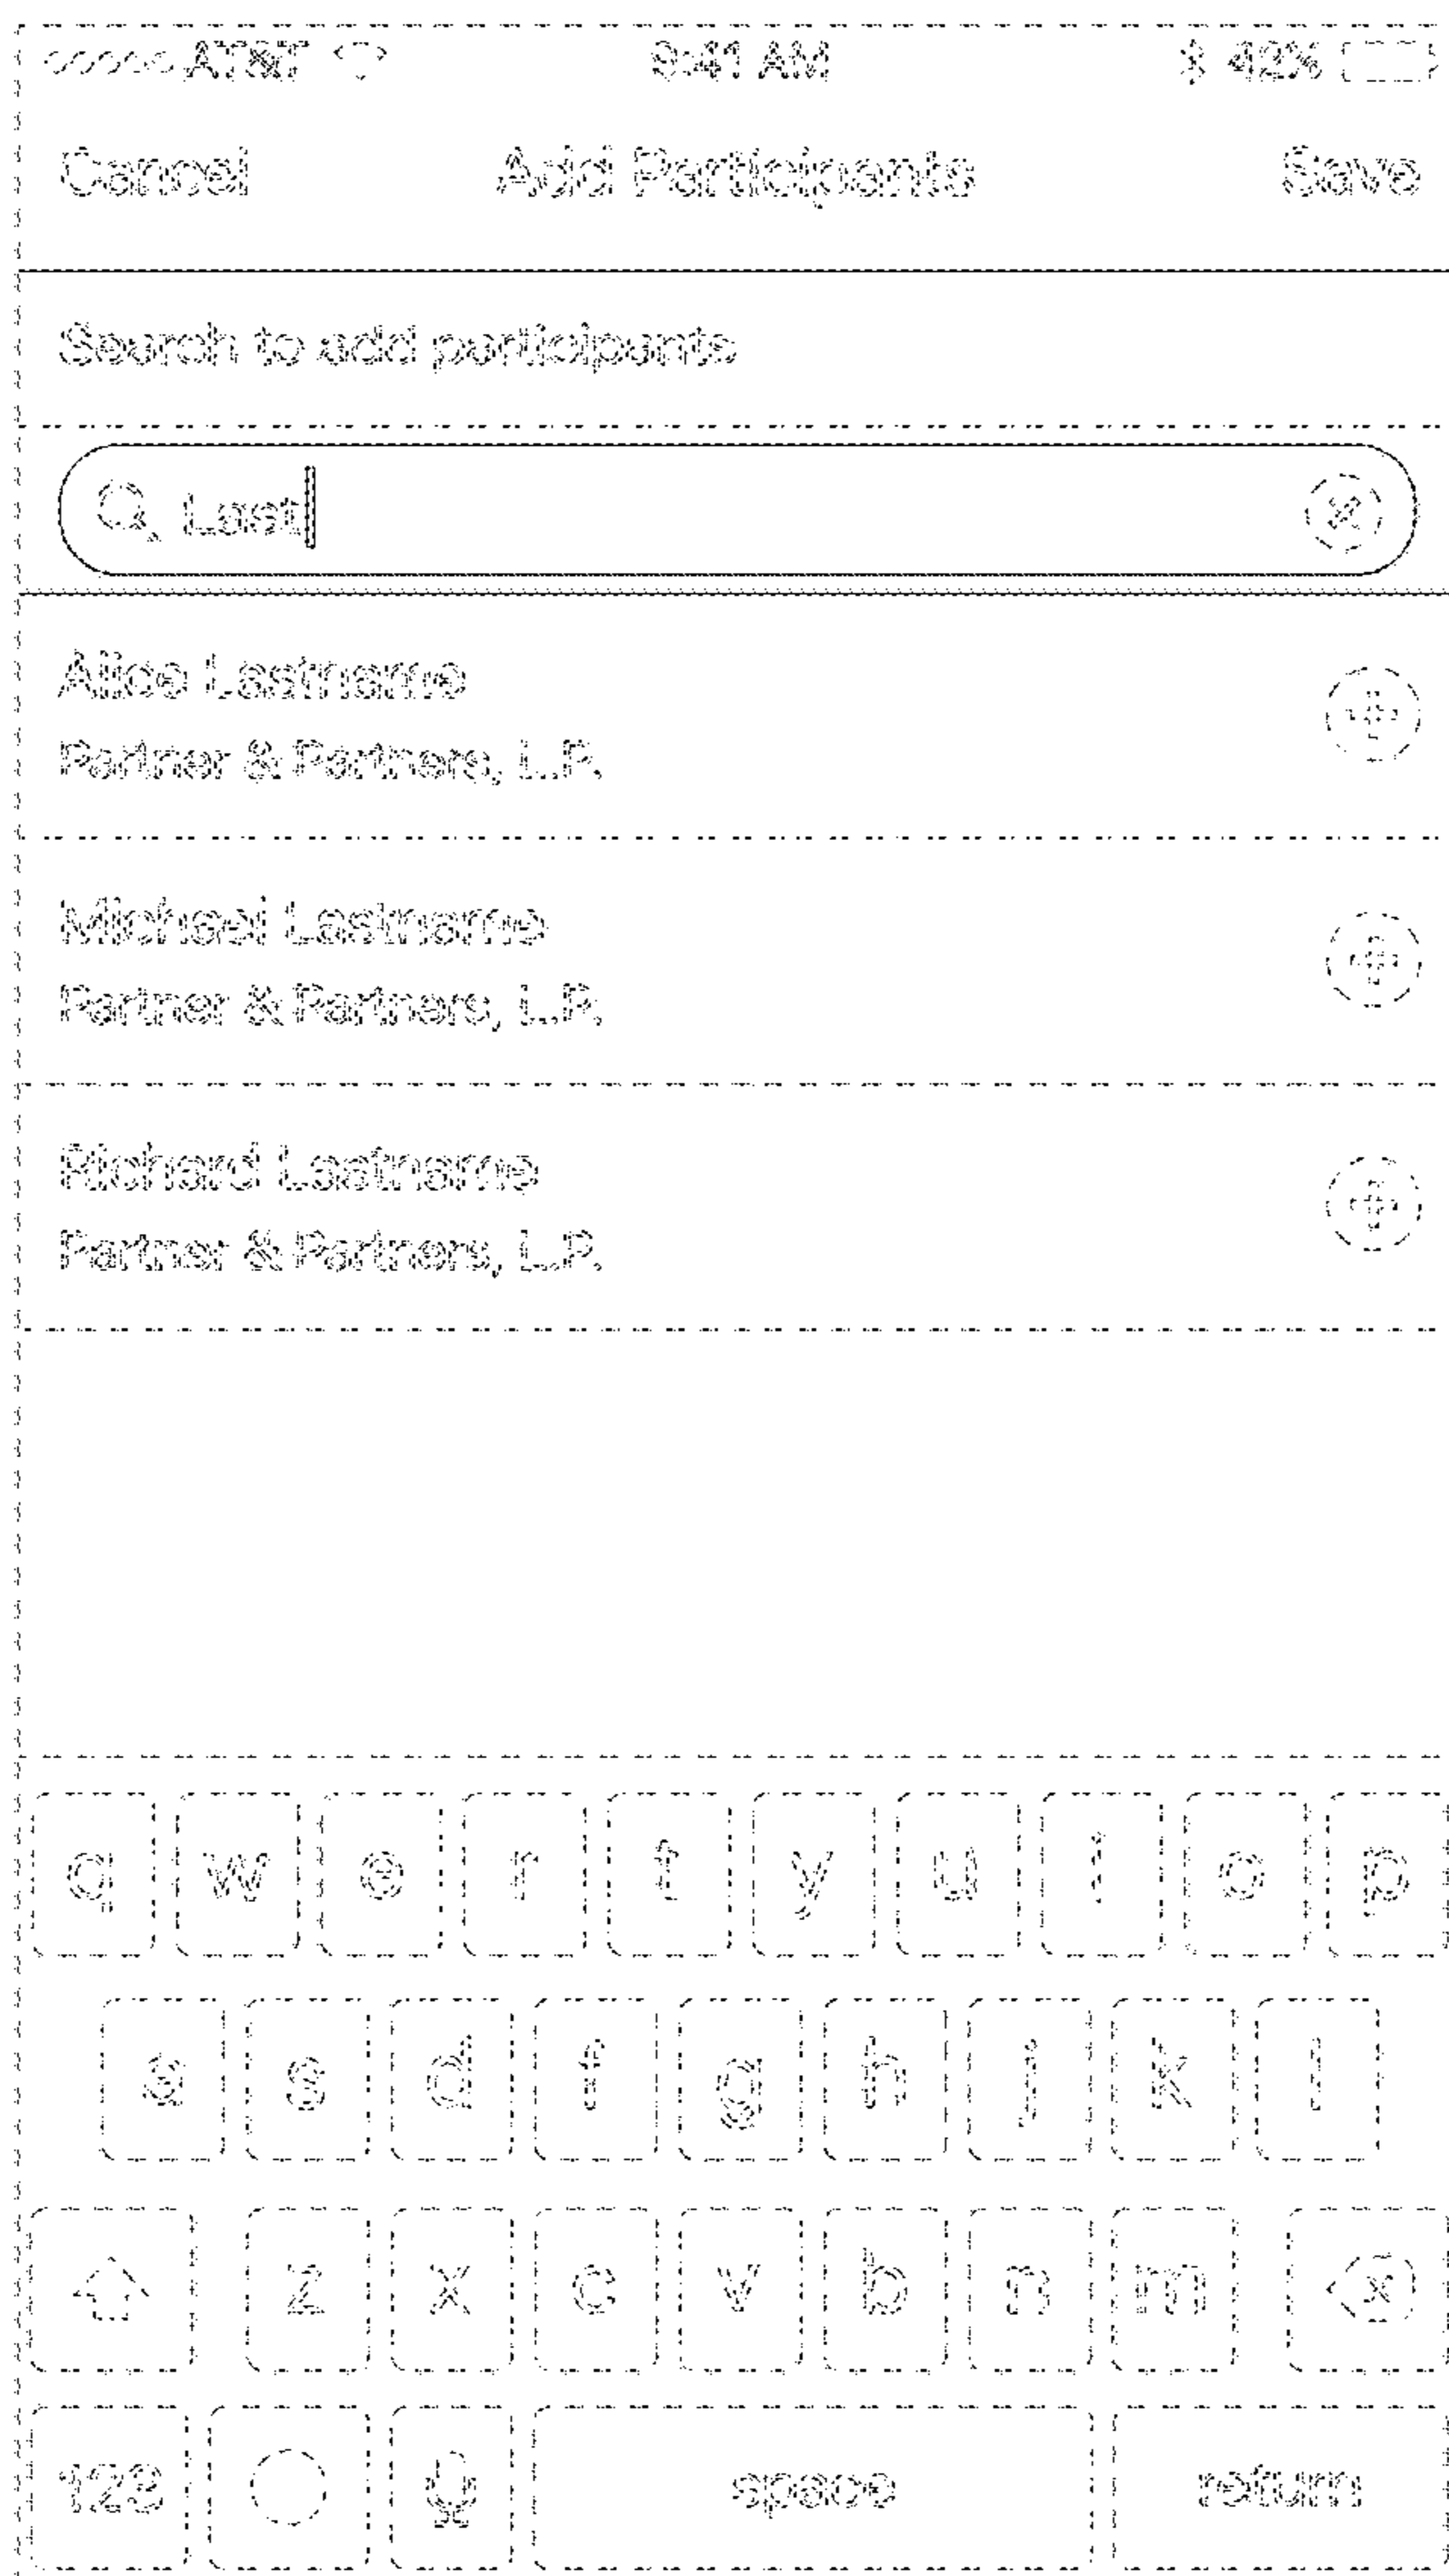 AT&T 9:41 AM 42%
Cancel Add Participants Save
Search to add participants
Last
Alice Lastname
Partner & Partners, L.P.
Michael Lastname
Partner & Partners, L.P.
Richard Lastname
Partner & Partners, L.P.
q w e r t y u i o p
a s d f g h j k l
z x c v b n m
123 space return